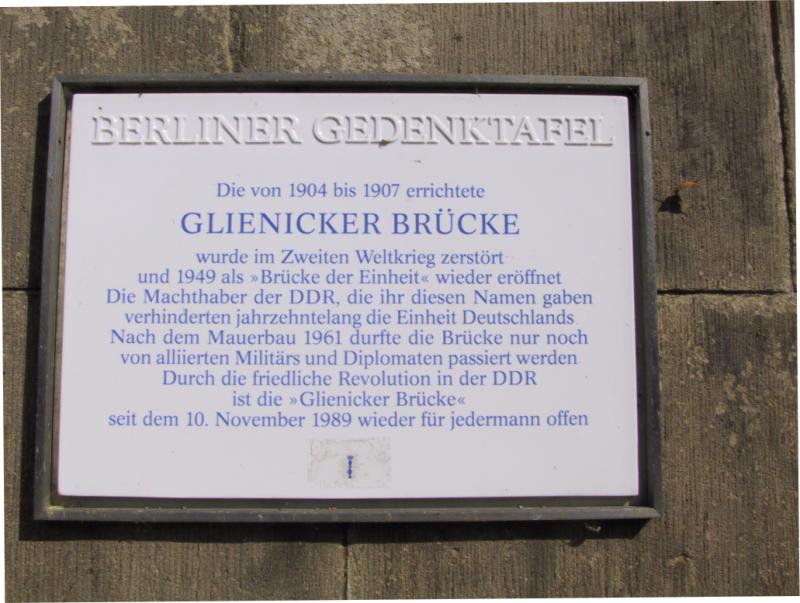 BERLINER GEDENKTAFEL
Die von 1904 bis 1907 errichtete
GLIENICKER BRÜCKE
wurde im Zweiten Weltkrieg zerstört
und 1949 als »Brücke der Einheit« wieder eröffnet
Die Machthaber der DDR, die ihr diesen Namen gaben
verhinderten jahrzehntelang die Einheit Deutschlands
Nach dem Mauerbau 1961 durfte die Brücke nur noch
von alliierten Militärs und Diplomaten passiert werden
Durch die friedliche Revolution in der DDR
ist die »Glienicker Brücke«
seit dem 10. November 1989 wieder für jedermann offen